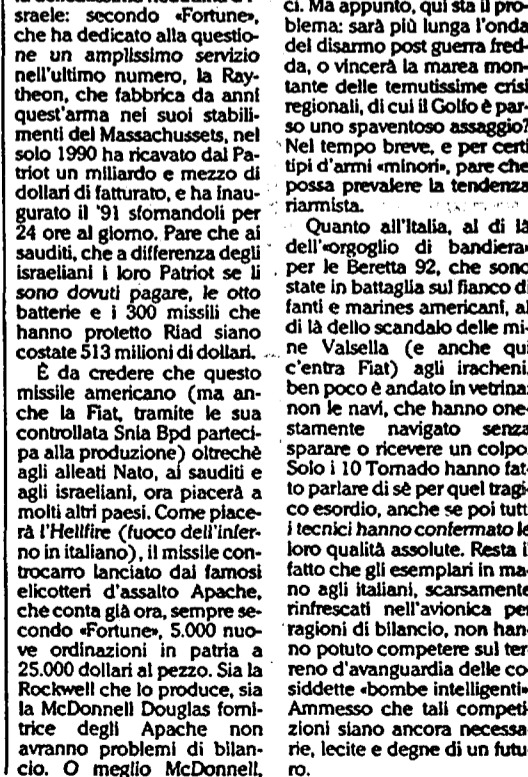 sraele: secondo «Fortune»,
che ha dedicato alla questio-
ne un amplissimo servizio
nell'ultimo numero, la Ray-
theon, che fabbrica da anni
quest'arma nei suoi stabili-
menti del Massachussets, nel
solo 1990 ha ricavato dal Pa-
triot un miliardo e mezzo di
dollari di fatturato, e ha inau-
gurato il '91 sfornandoli per
24 ore al giorno. Pare che ai
sauditi, che a differenza degli
israeliani i loro Patriot se li
sono dovuti pagare, le otto
batterie e i 300 missili che
hanno protetto Riad siano
costate 513 milioni di dollari.
È da credere che questo
missile americano (ma an-
che la Fiat, tramite le sua
controllata Snia Bpd parteci-
pa alla produzione) oltrechè
agli alleati Nato, ai sauditi e
agli israeliani, ora piacerà a
molti altri paesi. Come piace-
rà l'Hellfire (fuoco dell'infer-
no in italiano), il missile con-
trocarro lanciato dai famosi
elicotteri d'assalto Apache,
che conta già ora, sempre se-
condo «Fortune», 5.000 nuo-
ve ordinazioni in patria a
25.000 dollari al pezzo. Sia la
Rockwell che lo produce, sia
la McDonnell Douglas forni-
trice degli Apache non
avranno problemi di bilan-
cio. O meglio McDonnell,
ci. Ma appunto, qui sta il pro-
blema: sarà più lunga l'onda
del disarmo post guerra fred-
da, o vincerà la marea mon-
tante delle temutissime crisi
regionali, di cui il Golfo è par-
so uno spaventoso assaggio?
Nel tempo breve, e per certi
tipi d'armi «minori», pare che
possa prevalere la tendenza
riarmista.
Quanto all'Italia, al di là
dell'«orgoglio di bandiera»
per le Beretta 92, che sono
state in battaglia sul fianco di
fanti e marines americani, al
di là dello scandalo delle mi-
ne Valsella (e anche qui
c'entra Fiat) agli iracheni,
ben poco è andato in vetrina:
non le navi, che hanno one-
stamente navigato senza
sparare o ricevere un colpo.
Solo i 10 Tornado hanno fat-
to parlare di sè per quel tragi-
co esordio, anche se poi tutti
i tecnici hanno confermato le
loro qualità assolute. Resta il
fatto che gli esemplari in ma-
no agli italiani, scarsamente
rinfrescati nell'avionica per
ragioni di bilancio, non han-
no potuto competere sul ter-
reno d'avanguardia delle co-
siddette «bombe intelligenti»
Ammesso che tali competi-
zioni siano ancora necessa-
rie, lecite e degne di un futu-
ro.